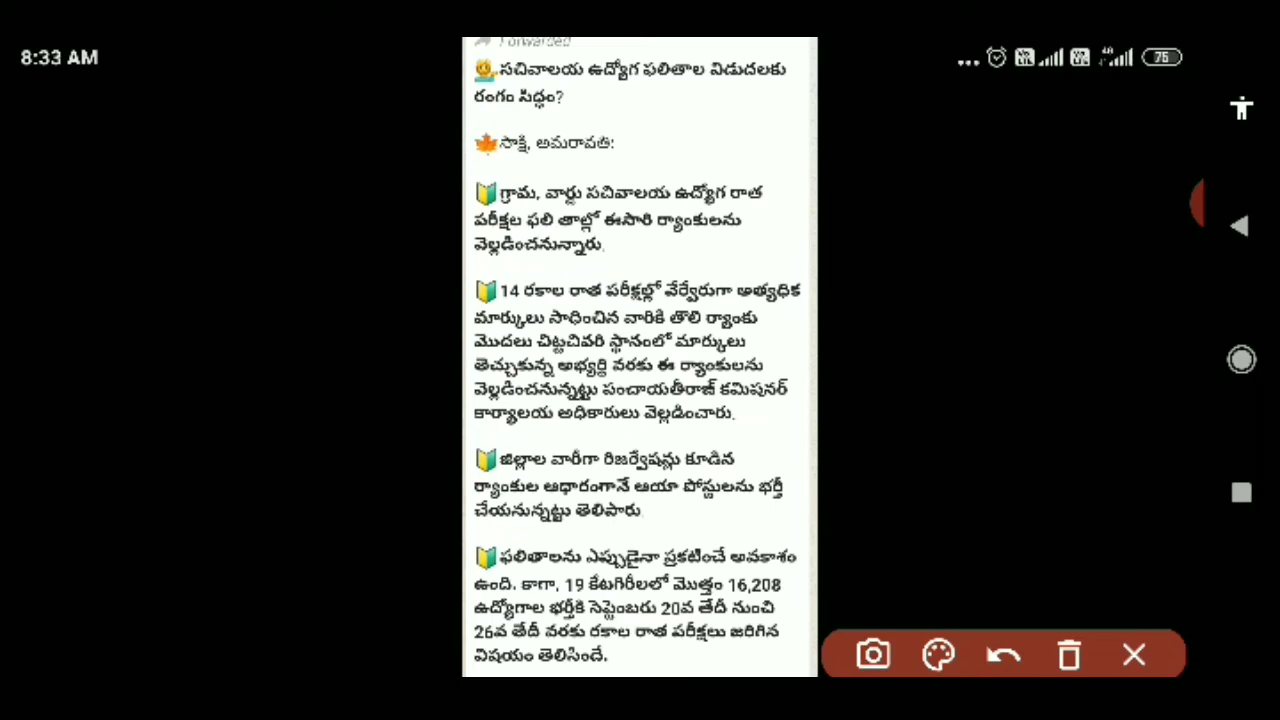 8:33 AM
75
Forwarded
సచివాలయ ఉద్యోగ ఫలితాల విడుదలకు
రంగం సిద్ధం?
సాక్షి, అమరావతి:
గ్రామ, వార్డు సచివాలయ ఉద్యోగ రాత
పరీక్షల ఫలి తాల్లో ఈసారి ర్యాంకులను
వెల్లడించనున్నారు.
14 రకాల రాత పరీక్షల్లో వేర్వేరుగా అత్యధిక
మార్కులు సాధించిన వారికి తొలి ర్యాంకు
మొదలు చిట్టచివరి స్థానంలో మార్కులు
తెచ్చుకున్న అభ్యర్థి వరకు ఈ ర్యాంకులను
వెల్లడించనున్నట్టు పంచాయతీరాజ్ కమిషనర్
కార్యాలయ అధికారులు వెల్లడించారు.
జిల్లాల వారీగా రిజర్వేషన్లు కూడిన
ర్యాంకుల ఆధారంగానే ఆయా పోస్టులను భర్తీ
చేయనున్నట్టు తెలిపారు.
ఫలితాలను ఎప్పుడైనా ప్రకటించే అవకాశం
ఉంది. కాగా, 19 కేటగిరీలలో మొత్తం 16,208
ఉద్యోగాల భర్తీకి సెప్టెంబరు 20వ తేదీ నుంచి
26వ తేదీ వరకు రకాల రాత పరీక్షలు జరిగిన
విషయం తెలిసిందే.